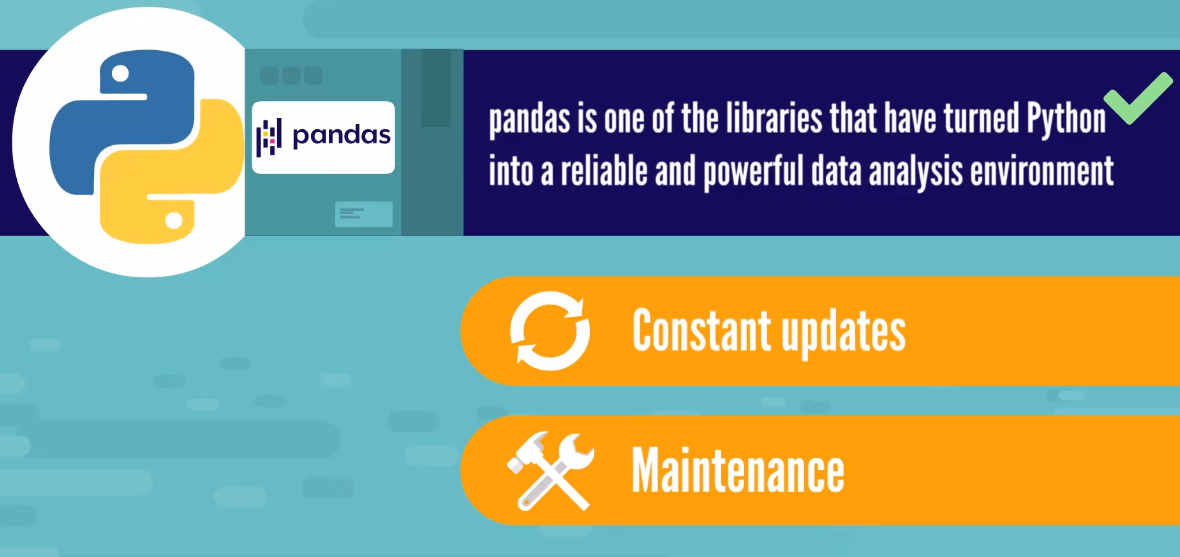 pandas
pandas is one of the libraries that have turned Python
into a reliable and powerful data analysis environment
Constant updates
Maintenance